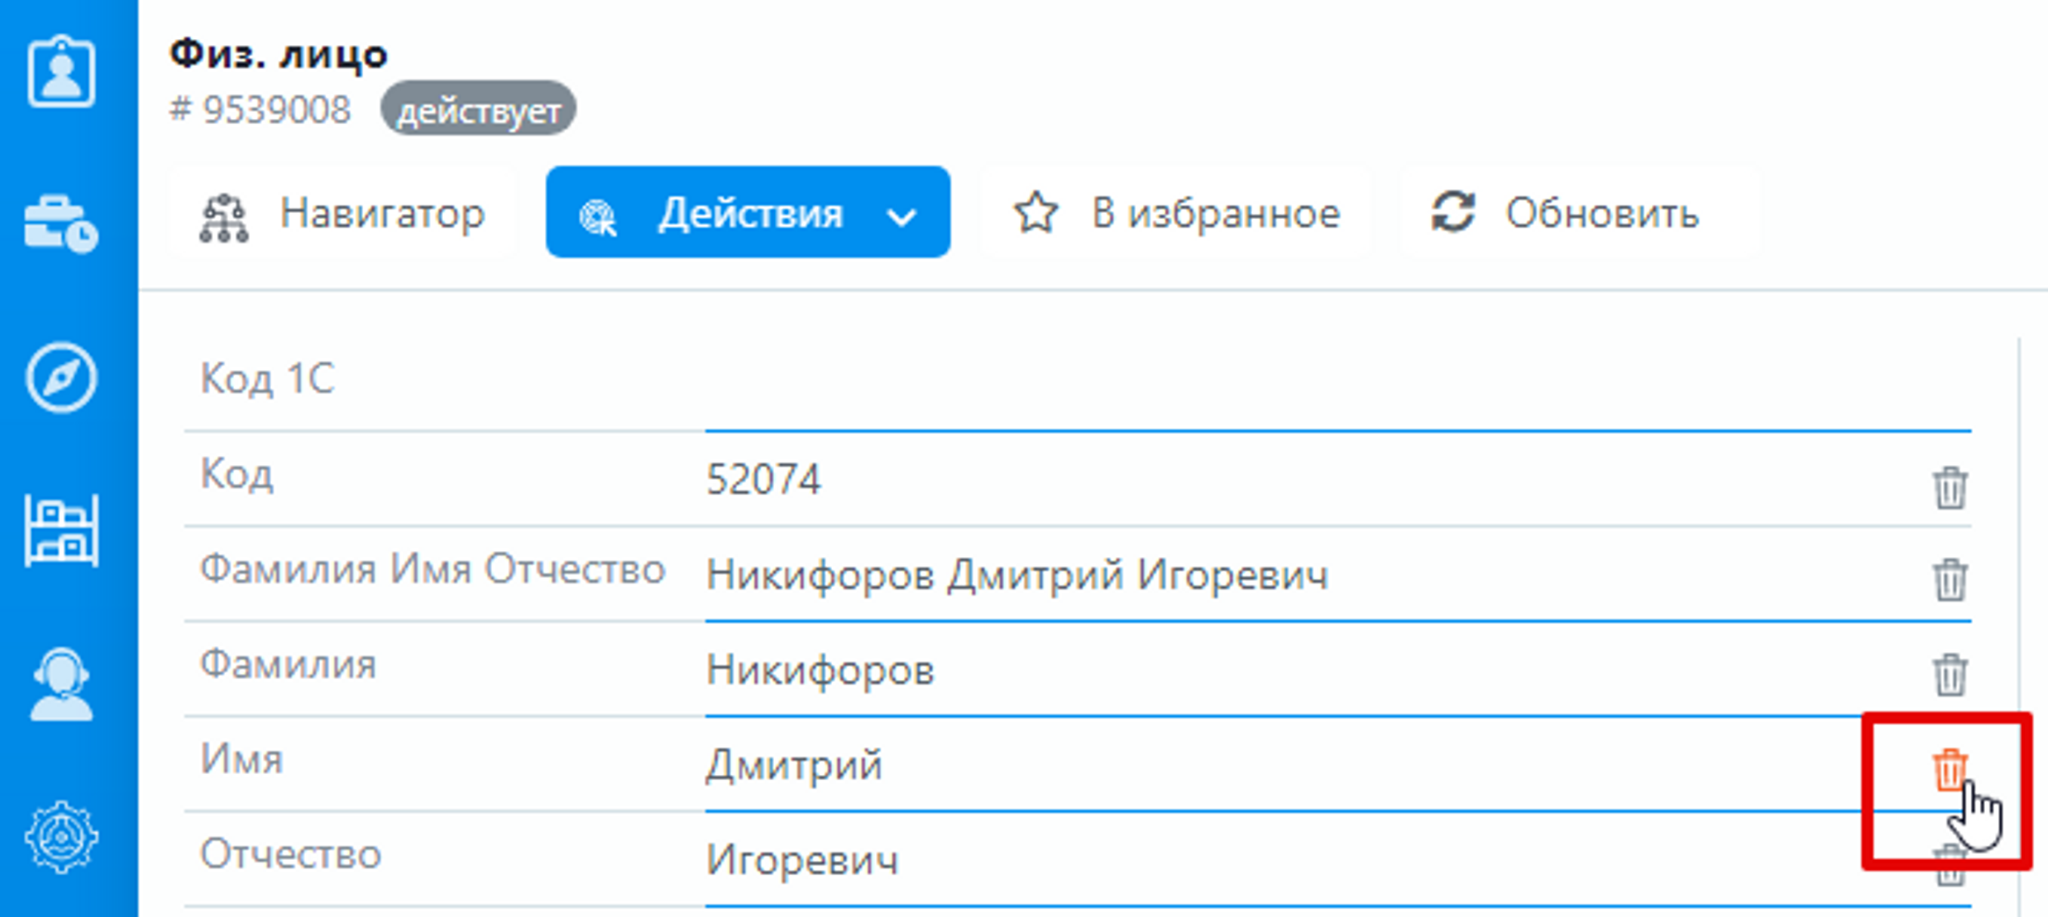 Физ. лицо
# 9539008 действует
Навигатор Действия В избранное Обновить
Код 1С
Код 52074
Фамилия Имя Отчество Никифоров Дмитрий Игоревич
Фамилия Никифоров
Имя Дмитрий
Отчество Игоревич